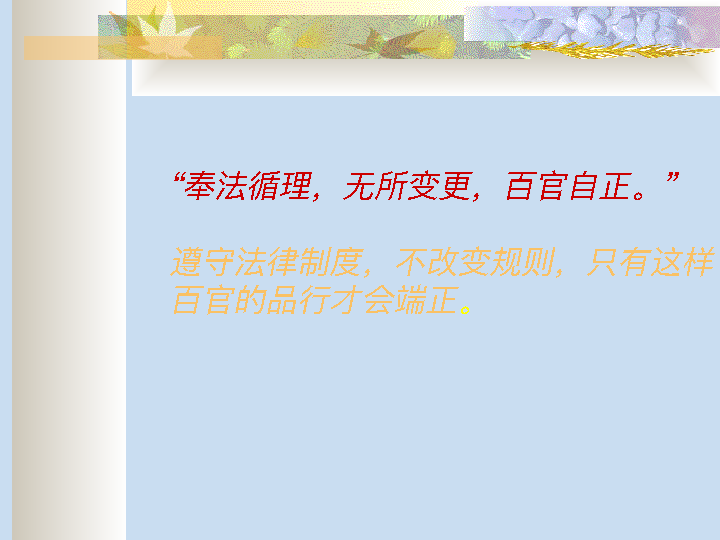 “奉法循理，无所变更，百官自正。”
遵守法律制度，不改变规则，只有这样
百官的品行才会端正。